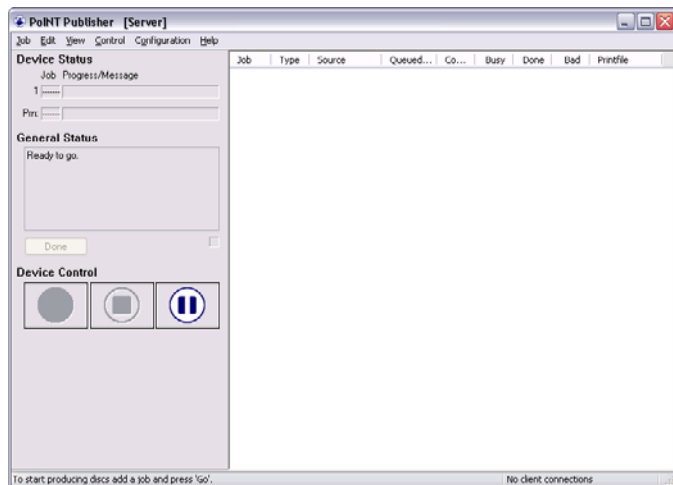 PoINT Publisher [Server]
Job Edit View Control Configuration Help
Device Status
Job Progress/Message
1 ------
Prn: ------
General Status
Ready to go.
Done
Device Control
Job Type Source Queued... Co... Busy Done Bad Printfile
To start producing discs add a job and press 'Go'.
No client connections